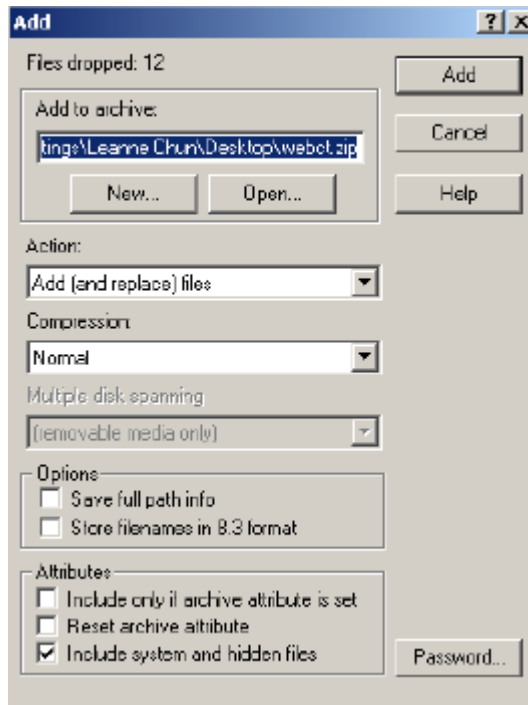 Add
Files dropped: 12
Add
Add to archive:
tings\Leanne Chun\Desktop\webct.zip
Cancel
New...
Open...
Help
Action:
Add (and replace) files
Compression:
Normal
Multiple disk spanning
(removable media only)
Options
Save full path info
Store filenames in 8.3 format
Attributes
Include only if archive attribute is set
Reset archive attribute
Include system and hidden files
Password...